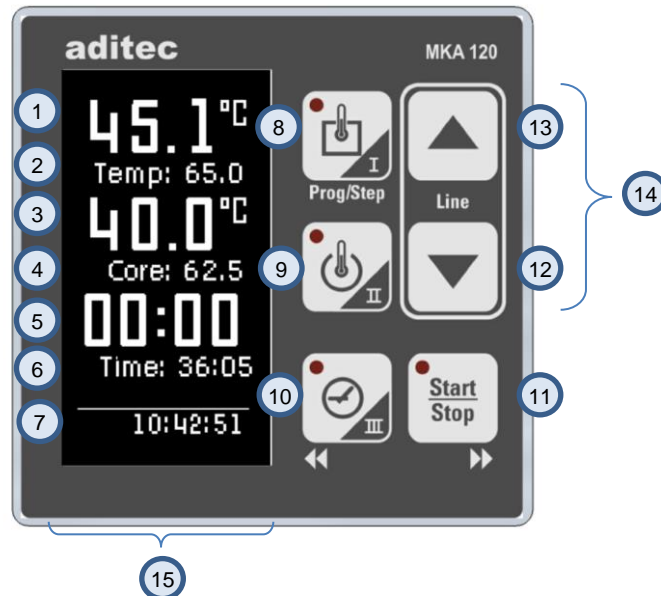 aditec
MKA 120
1
45.1°C
2
Temp: 65.0
3
40.0°C
4
Core: 62.5
5
00:00
6
Time: 36:05
7
10:42:51
8
I
Prog/Step
9
II
10
III
Line
13
12
14
Start
Stop
11
15